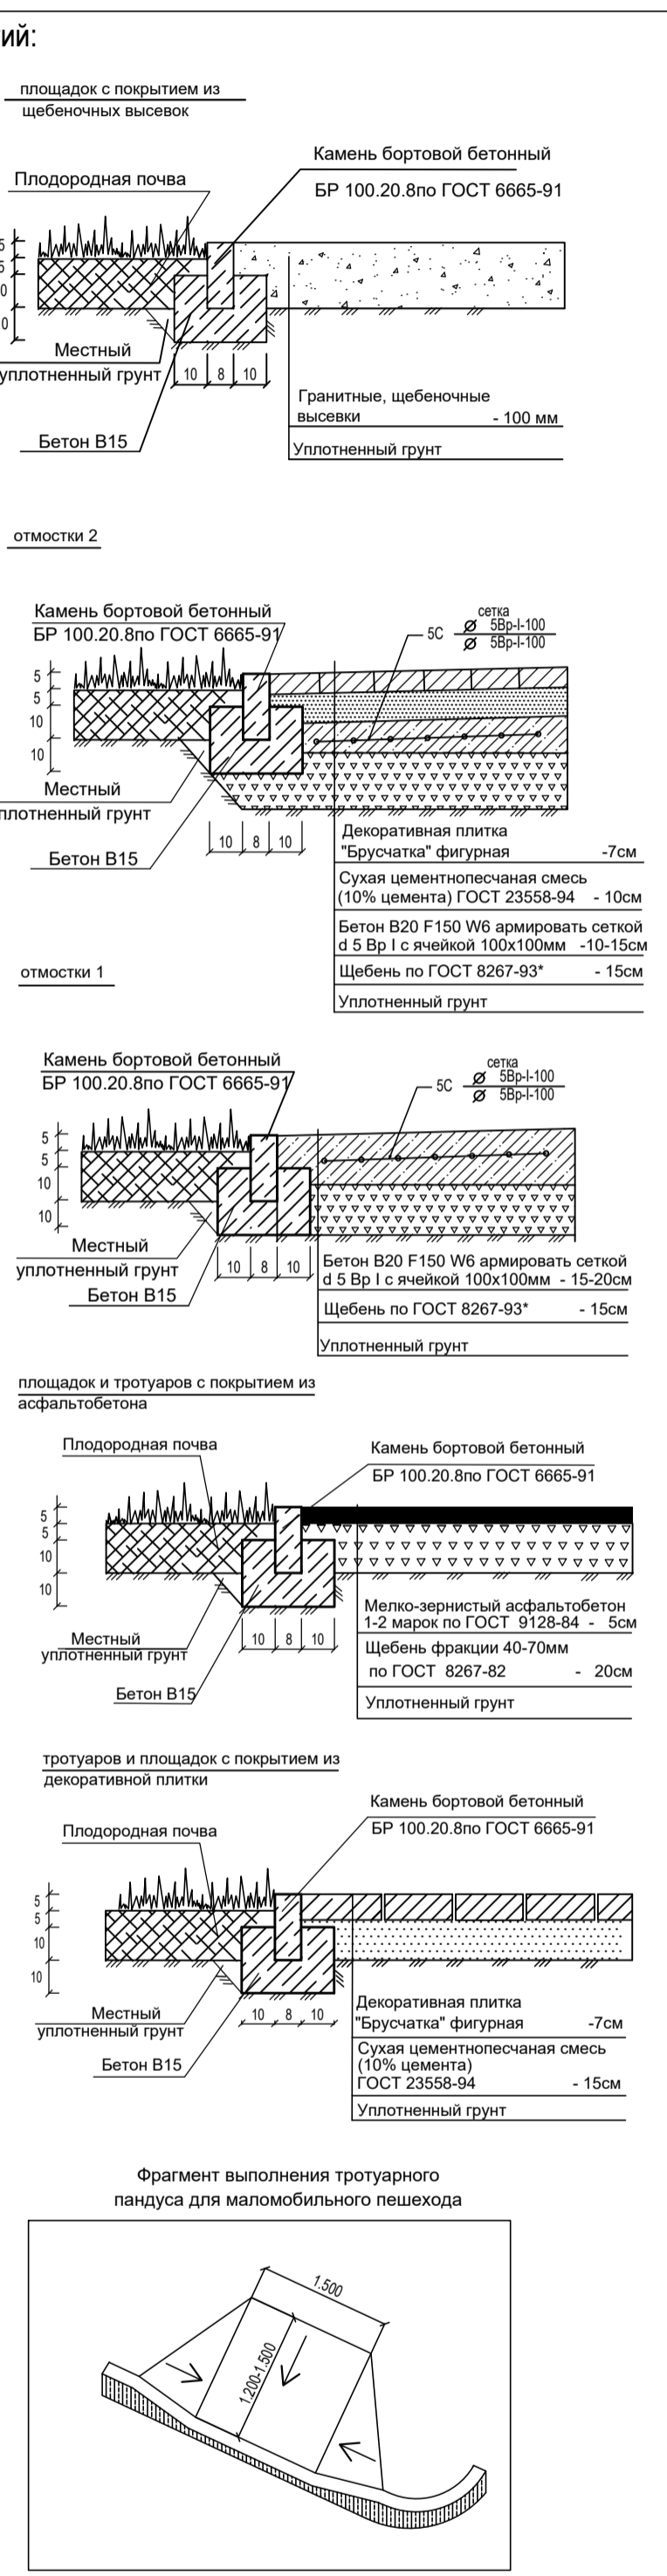 ий:
площадок с покрытием из
щебеночных высевок
Камень бортовой бетонный
БР 100.20.8по ГОСТ 6665-91
Плодородная почва
5
5
0
0
Местный
уплотненный грунт
10 8 10
Бетон В15
Гранитные, щебеночные
высевки - 100 мм
Уплотненный грунт
отмостки 2
Камень бортовой бетонный
БР 100.20.8по ГОСТ 6665-91
сетка
5С ⌀ 5Вр-I-100
⌀ 5Вр-I-100
5
5
10
10
Местный
плотненный грунт
10 8 10
Бетон В15
Декоративная плитка
"Брусчатка" фигурная -7см
Сухая цементнопесчаная смесь
(10% цемента) ГОСТ 23558-94 - 10см
Бетон В20 F150 W6 армировать сеткой
d 5 Вр I с ячейкой 100х100мм -10-15см
Щебень по ГОСТ 8267-93* - 15см
Уплотненный грунт
отмостки 1
Камень бортовой бетонный
БР 100.20.8по ГОСТ 6665-91
сетка
5С ⌀ 5Вр-I-100
⌀ 5Вр-I-100
5
5
10
10
Местный
уплотненный грунт
10 8 10
Бетон В15
Бетон В20 F150 W6 армировать сеткой
d 5 Вр I с ячейкой 100х100мм - 15-20см
Щебень по ГОСТ 8267-93* - 15см
Уплотненный грунт
площадок и тротуаров с покрытием из
асфальтобетона
Плодородная почва
Камень бортовой бетонный
БР 100.20.8по ГОСТ 6665-91
5
5
10
10
Местный
уплотненный грунт
10 8 10
Бетон В15
Мелко-зернистый асфальтобетон
1-2 марок по ГОСТ 9128-84 - 5см
Щебень фракции 40-70мм
по ГОСТ 8267-82 - 20см
Уплотненный грунт
тротуаров и площадок с покрытием из
декоративной плитки
Камень бортовой бетонный
БР 100.20.8по ГОСТ 6665-91
Плодородная почва
5
5
10
10
Местный
уплотненный грунт
10 8 10
Бетон В15
Декоративная плитка
"Брусчатка" фигурная -7см
Сухая цементнопесчаная смесь
(10% цемента)
ГОСТ 23558-94 - 15см
Уплотненный грунт
Фрагмент выполнения тротуарного
пандуса для маломобильного пешехода
1.500
1.200-1.500